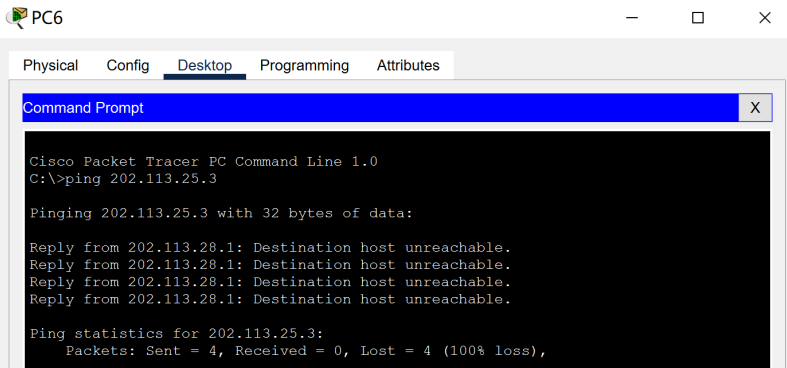 PC6
Physical Config Desktop Programming Attributes
Command Prompt X
Cisco Packet Tracer PC Command Line 1.0
C:\>ping 202.113.25.3
Pinging 202.113.25.3 with 32 bytes of data:
Reply from 202.113.28.1: Destination host unreachable.
Reply from 202.113.28.1: Destination host unreachable.
Reply from 202.113.28.1: Destination host unreachable.
Reply from 202.113.28.1: Destination host unreachable.
Ping statistics for 202.113.25.3:
Packets: Sent = 4, Received = 0, Lost = 4 (100% loss),